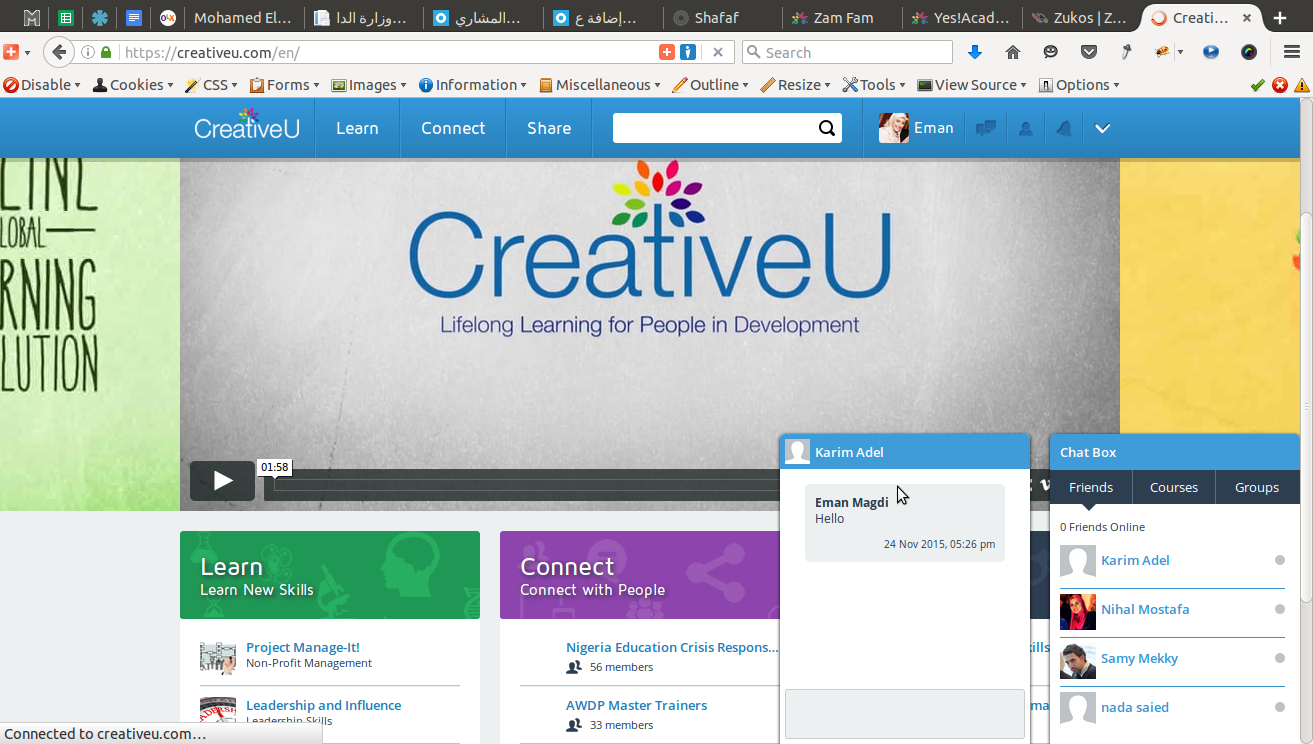 Mohamed El...
وزارة الدا...
المشاري...
إضافة ع...
Shafaf
Zam Fam
Yes!Acad...
Zukos | Z...
Creati...
https://creativeu.com/en/
Search
Disable
Cookies
CSS
Forms
Images
Information
Miscellaneous
Outline
Resize
Tools
View Source
Options
CreativeU
Learn
Connect
Share
Eman
CreativeU
Lifelong Learning for People in Development
LINE
LOBAL
RNING
LUTION
01:58
Karim Adel
Eman Magdi
Hello
24 Nov 2015, 05:26 pm
Chat Box
Friends
Courses
Groups
0 Friends Online
Karim Adel
Nihal Mostafa
Samy Mekky
nada saied
Learn
Learn New Skills
Project Manage-It!
Non-Profit Management
Leadership and Influence
Leadership Skills
Connect
Connect with People
Nigeria Education Crisis Respons...
56 members
AWDP Master Trainers
33 members
Connected to creativeu.com...